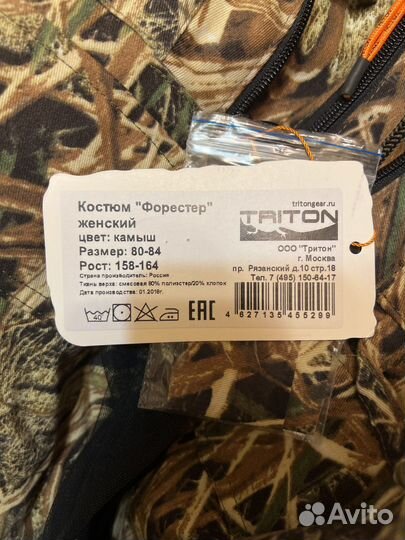 Костюм "Форестер"
женский
цвет: камыш
Размер: 80-84
Рост: 158-164
Страна производитель: Россия
Ткань верха: смесовая 80% полиэстер/20% хлопок
Дата производства: 01.2018г.
40
EAC
tritongear.ru
TRITON
ООО "Тритон"
г. Москва
пр. Рязанский д.10 стр.18
Тел. 7 (495) 150-64-17
4 627135 455299
Avito